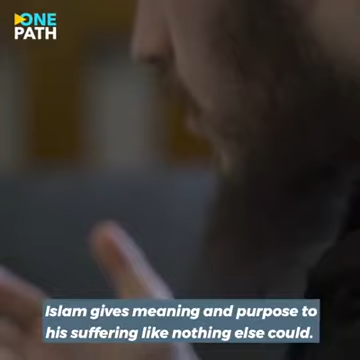 ONE
PATH
Islam gives meaning and purpose to
his suffering like nothing else could.